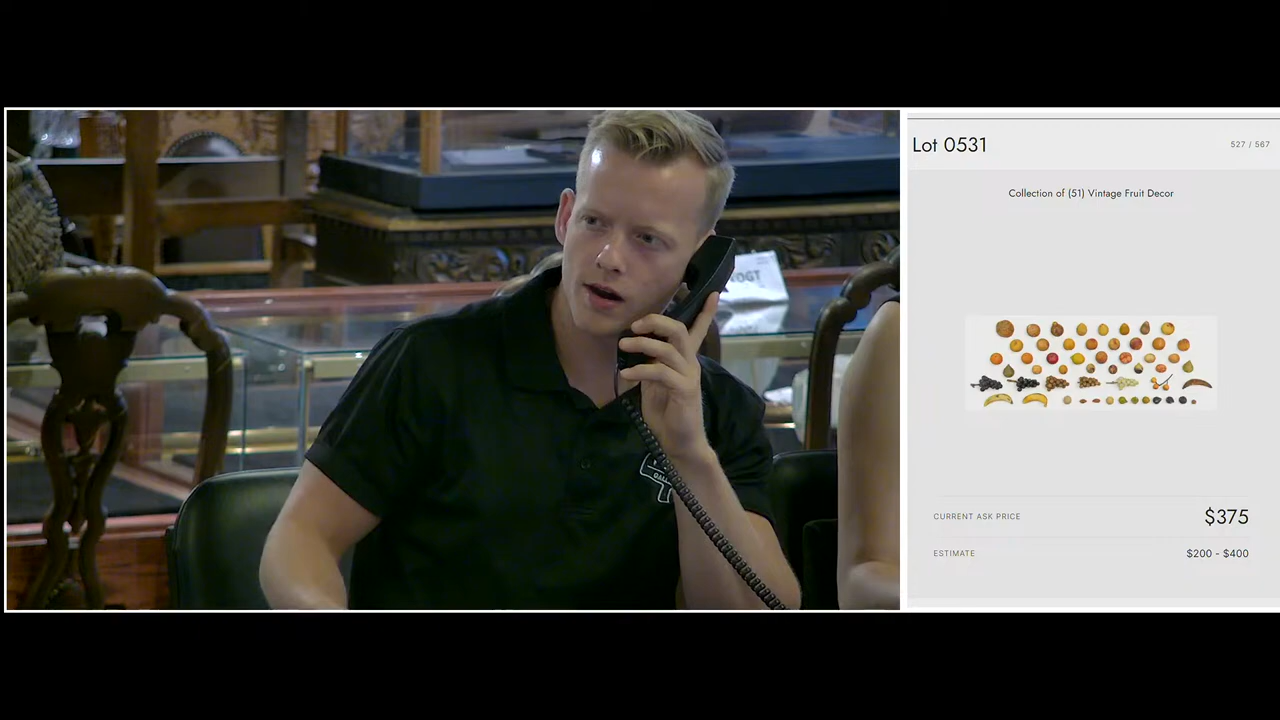 Lot 0531
527 / 567
Collection of (51) Vintage Fruit Decor
CURRENT ASK PRICE
$375
ESTIMATE
$200 - $400